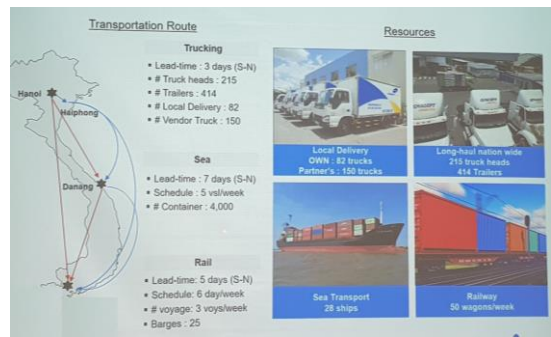 Transportation Route
Hanoi
Haiphong
Danang
Trucking
• Lead-time : 3 days (S-N)
• # Truck heads : 215
• # Trailers : 414
• # Local Delivery : 82
• # Vendor Truck : 150
Sea
• Lead-time : 7 days (S-N)
• Schedule : 5 vsl/week
• # Container : 4,000
Rail
• Lead-time: 5 days (S-N)
• Schedule: 6 day/week
• # voyage: 3 voys/week
• Barges : 25
Resources
Local Delivery
OWN : 82 trucks
Partner's : 150 trucks
Long-haul nation wide
215 truck heads
414 Trailers
Sea Transport
28 ships
Railway
50 wagons/week